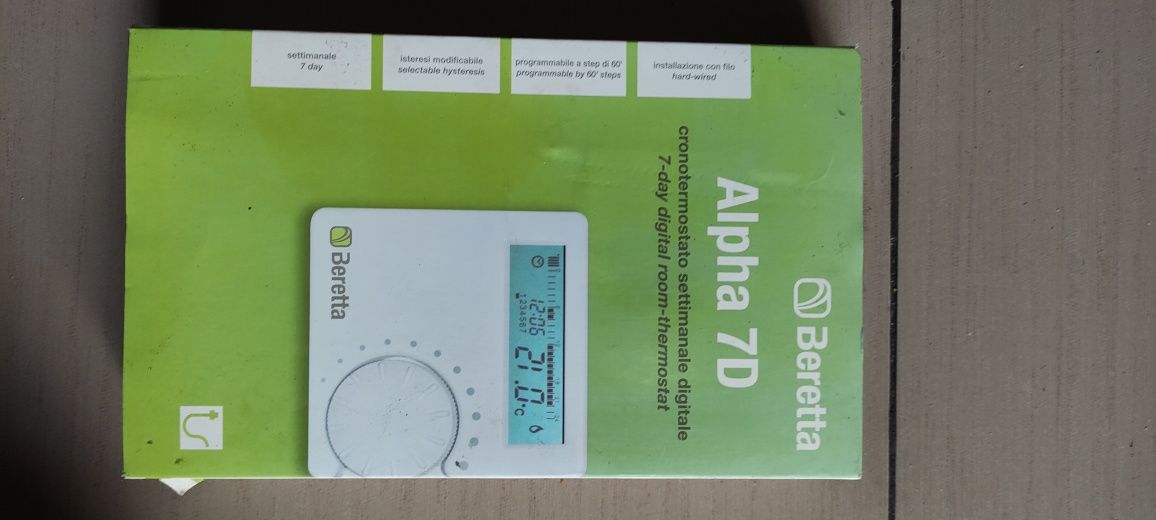 Beretta
Alpha 7D
cronotermostato settimanale digitale
7-day digital room-thermostat
12:06
21.0°C
1234567
Beretta
settimanale
7 day
isteresi modificabile
selectable hysteresis
programmabile a step di 60'
programmable by 60' steps
installazione con filo
hard-wired